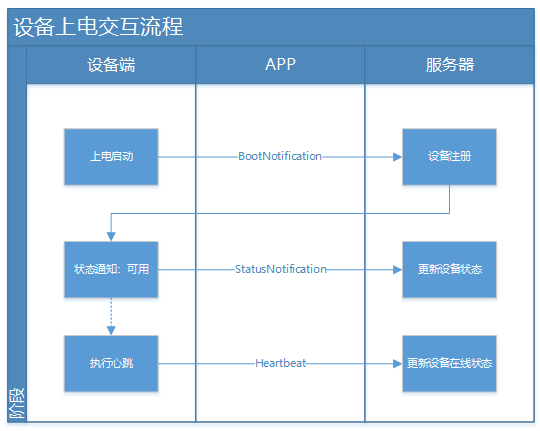 设备上电交互流程
设备端
APP
服务器
上电启动
BootNotification
设备注册
状态通知：可用
StatusNotification
更新设备状态
执行心跳
Heartbeat
更新设备在线状态
阶段